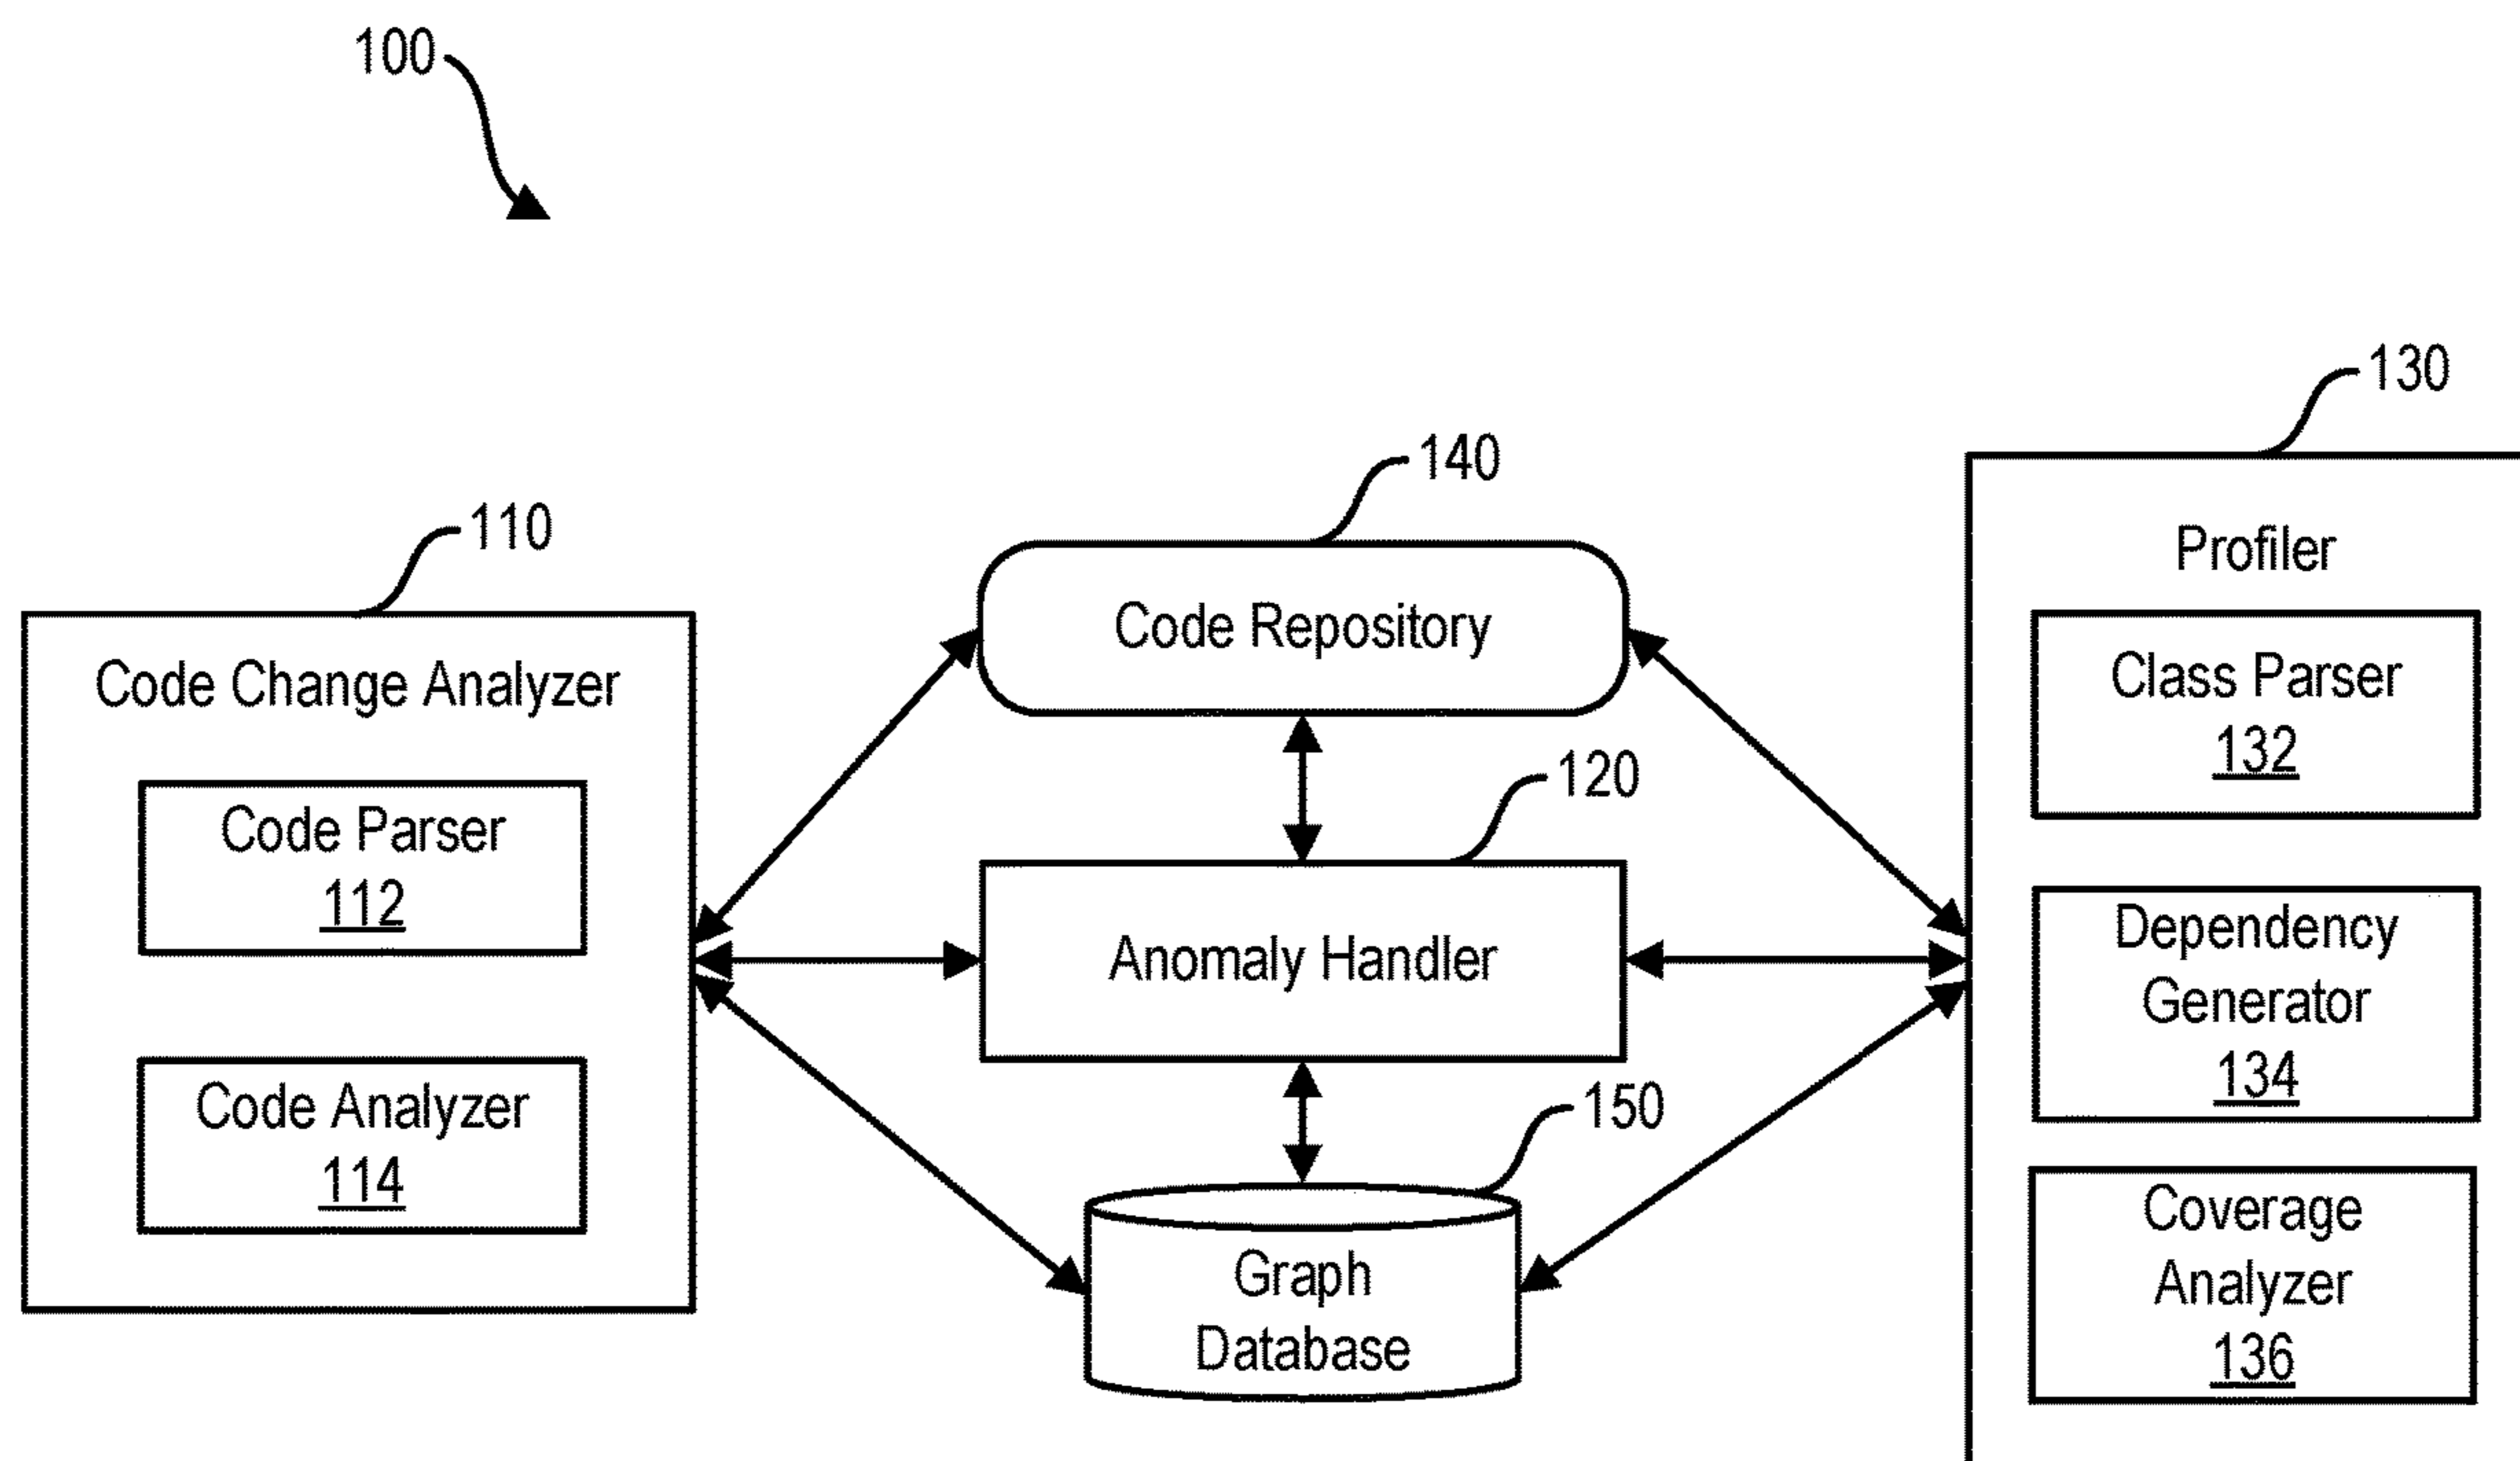 100
130
140
110
Profiler
Code Repository
Code Change Analyzer
Class Parser
132
120
Code Parser
112
Anomaly Handler
Dependency
Generator
134
150
Code Analyzer
114
Graph
Database
Coverage
Analyzer
136